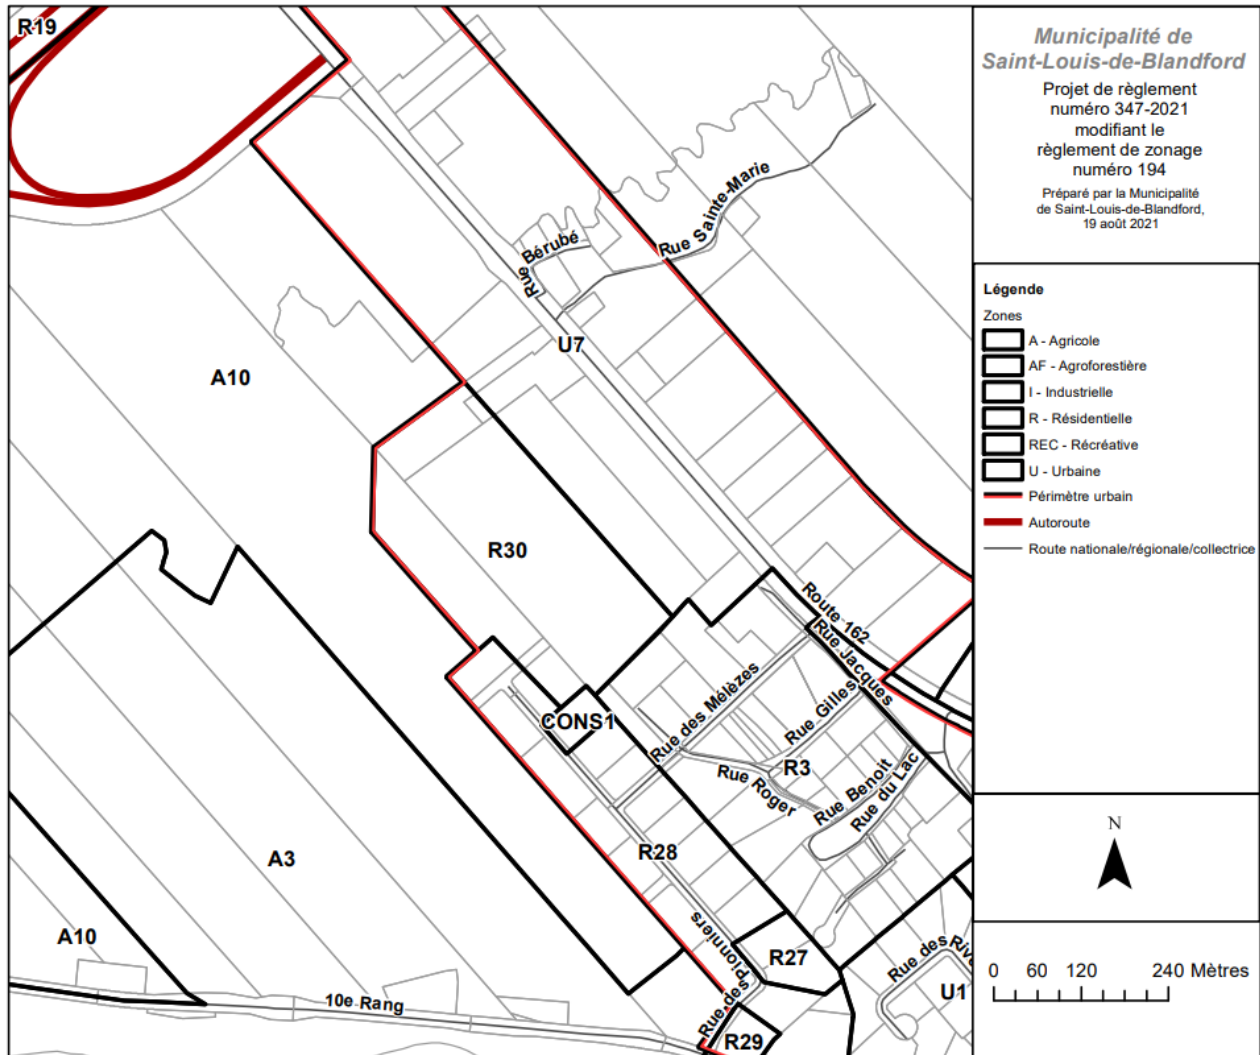 R19
Municipalité de
Saint-Louis-de-Blandford
Projet de règlement
numéro 347-2021
modifiant le
règlement de zonage
numéro 194
Préparé par la Municipalité
de Saint-Louis-de-Blandford,
19 août 2021
Légende
Zones
A - Agricole
AF - Agroforestière
I - Industrielle
R - Résidentielle
REC - Récréative
U - Urbaine
Périmètre urbain
Autoroute
Route nationale/régionale/collectrice
N
0 60 120 240 Mètres
Rue Sainte-Marie
Rue Bérubé
U7
A10
R30
Route 162
Rue Jacques
Rue des Mélèzes
Rue Gilles
CONS1
R3
Rue Roger
Rue Benoit
Rue du Lac
R28
A3
A10
Rue des Pionniers
R27
Rue des Rive
U1
10e Rang
R29